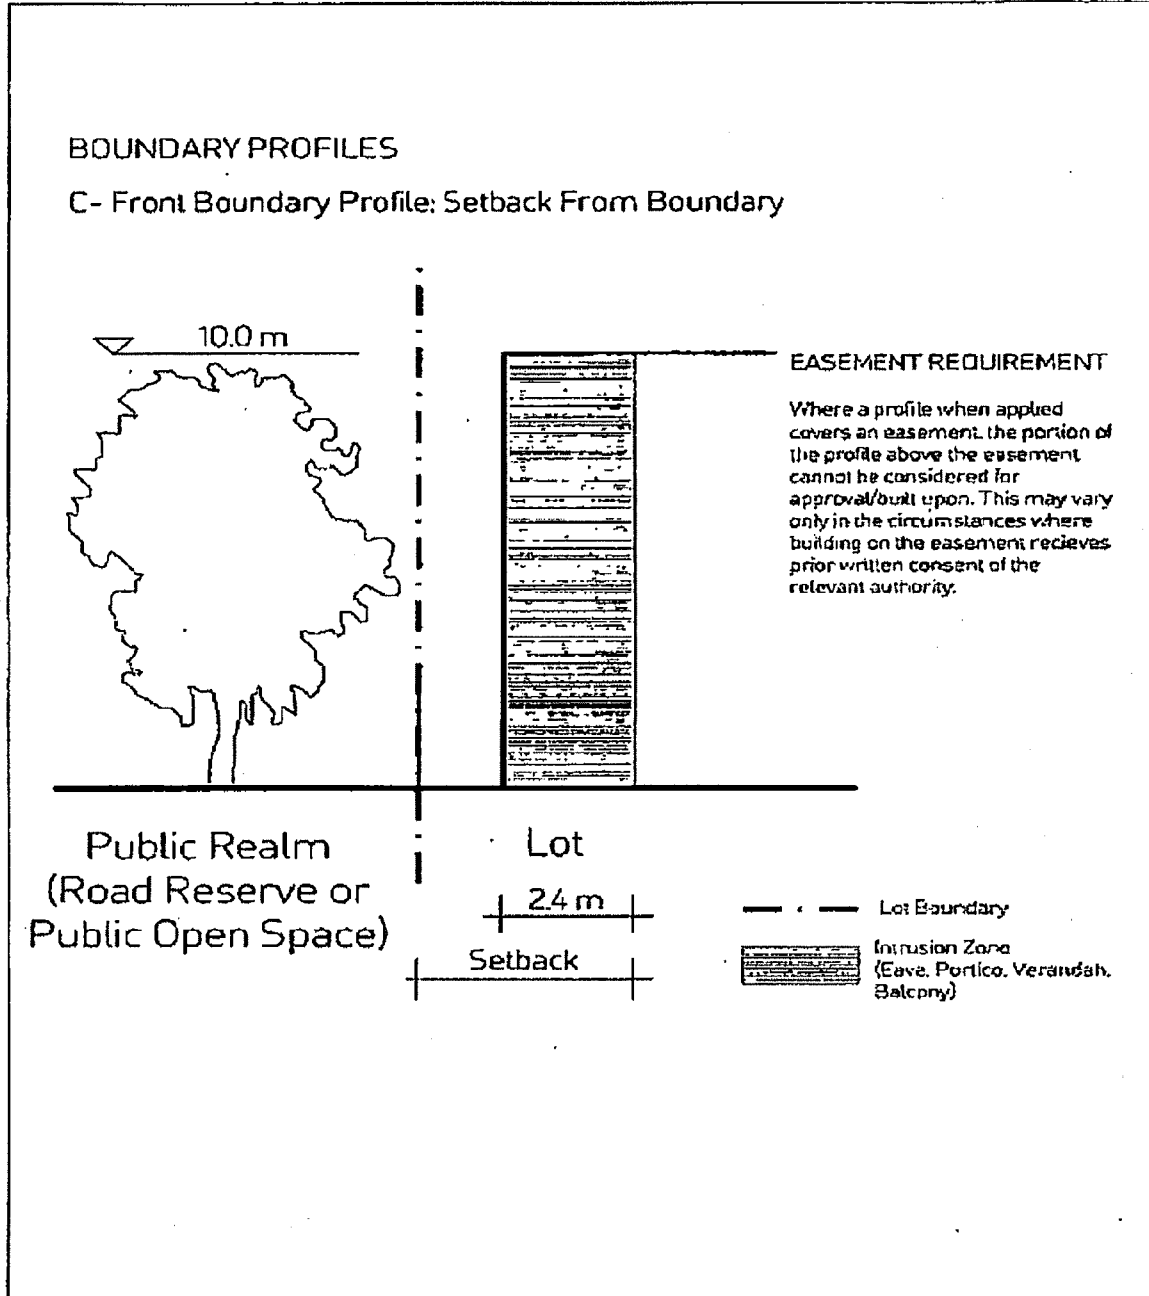 BOUNDARY PROFILES
C- Front Boundary Profile: Setback From Boundary
10.0 m
EASEMENT REQUIREMENT
Where a profile when applied
covers an easement, the portion of
the profile above the easement
cannot be considered for
approval/built upon. This may vary
only in the circumstances where
building on the easement recieves
prior written consent of the
relevant authority.
Public Realm
(Road Reserve or
Public Open Space)
Lot
2.4 m
Setback
Lot Boundary
Intrusion Zone
(Eave, Portico, Verandah,
Balcony)